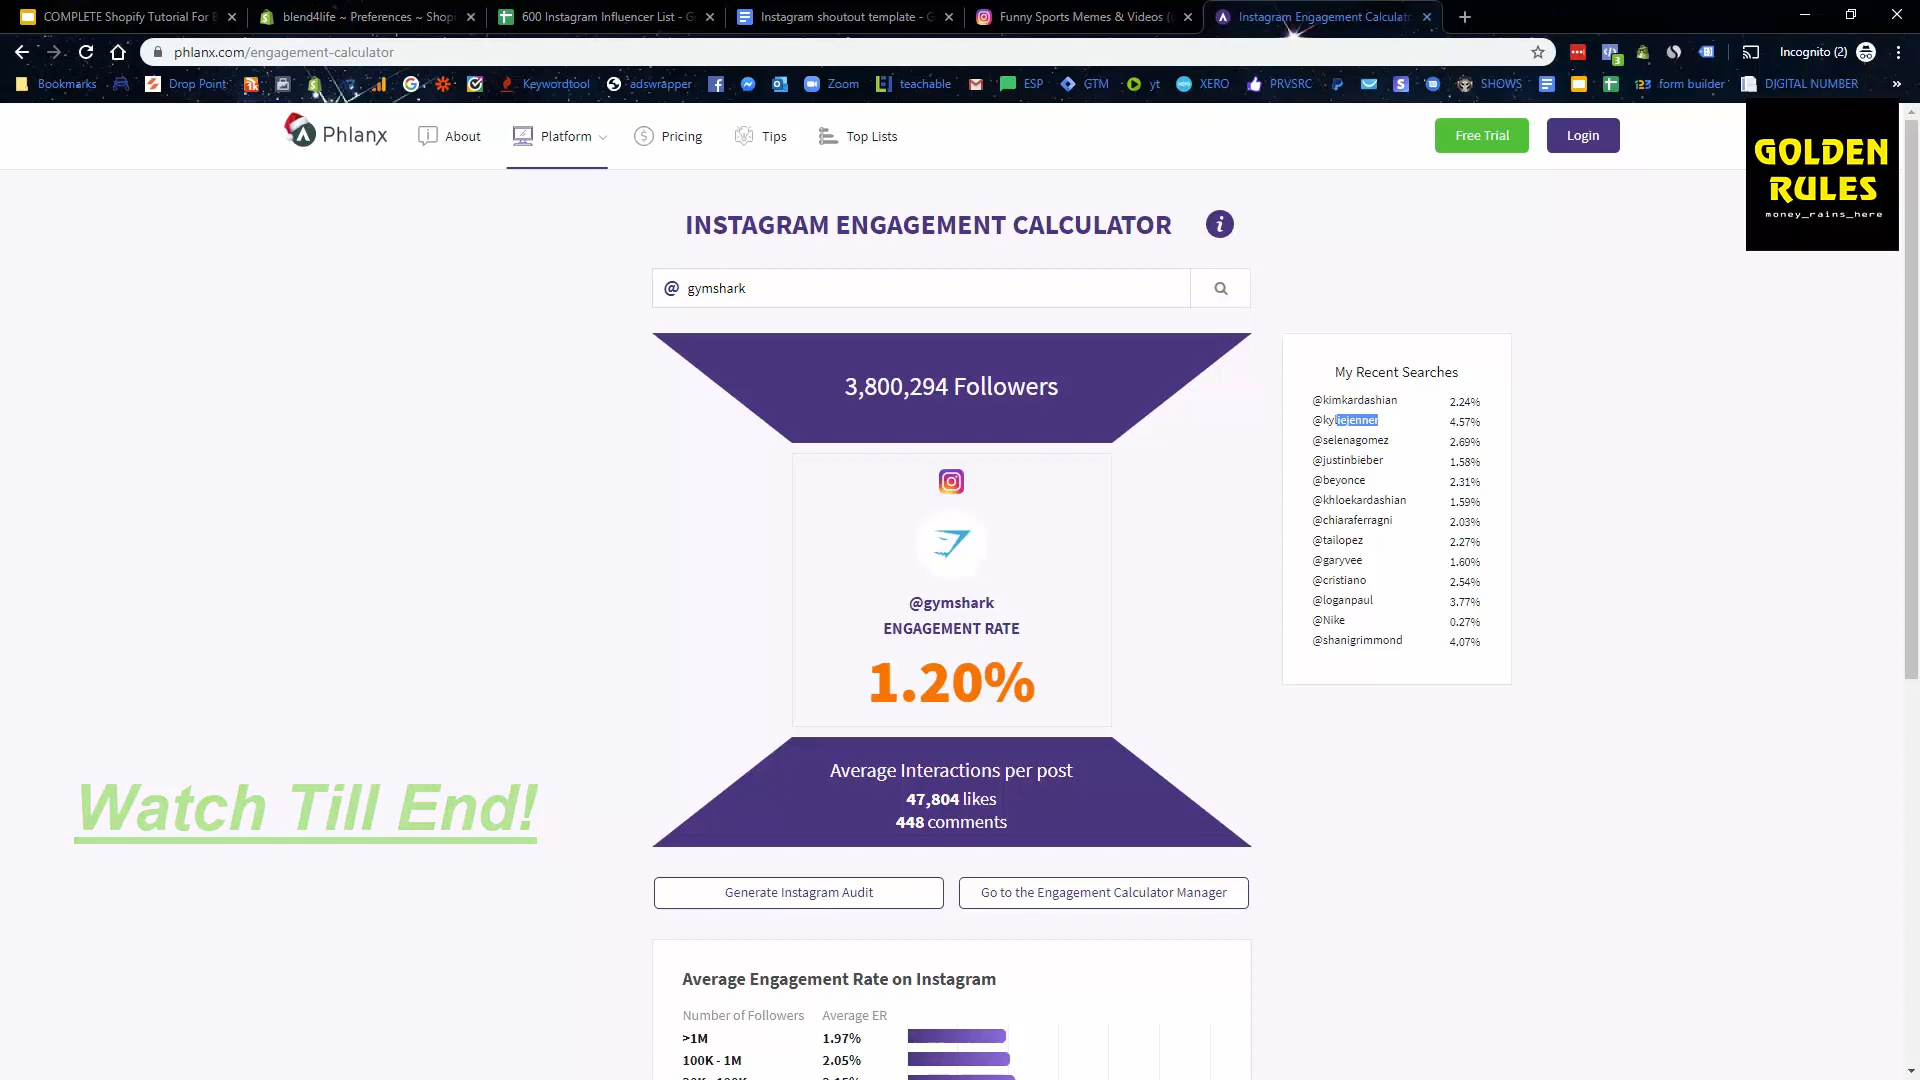 COMPLETE Shopify Tutorial For B
blend4life ~ Preferences ~ Shop
600 Instagram Influencer List - G
Instagram shoutout template - G
Funny Sports Memes & Videos (
Instagram Engagement Calculat
phlanx.com/engagement-calculator
Incognito (2)
Bookmarks
Drop Point
Keywordtool
adswrapper
Zoom
teachable
ESP
GTM
yt
XERO
PRVSRC
SHOWS
123
form builder
DIGITAL NUMBER
Phlanx
About
Platform
Pricing
Tips
Top Lists
Free Trial
Login
GOLDEN
RULES
money_rains_here
INSTAGRAM ENGAGEMENT CALCULATOR
i
@ gymshark
3,800,294 Followers
@gymshark
ENGAGEMENT RATE
1.20%
Average Interactions per post
47,804 likes
448 comments
My Recent Searches
@kimkardashian 2.24%
@kyliejenner 4.57%
@selenagomez 2.69%
@justinbieber 1.58%
@beyonce 2.31%
@khloekardashian 1.59%
@chiaraferragni 2.03%
@tailopez 2.27%
@garyvee 1.60%
@cristiano 2.54%
@loganpaul 3.77%
@Nike 0.27%
@shanigrimmond 4.07%
Watch Till End!
Generate Instagram Audit
Go to the Engagement Calculator Manager
Average Engagement Rate on Instagram
Number of Followers Average ER
>1M 1.97%
100K - 1M 2.05%